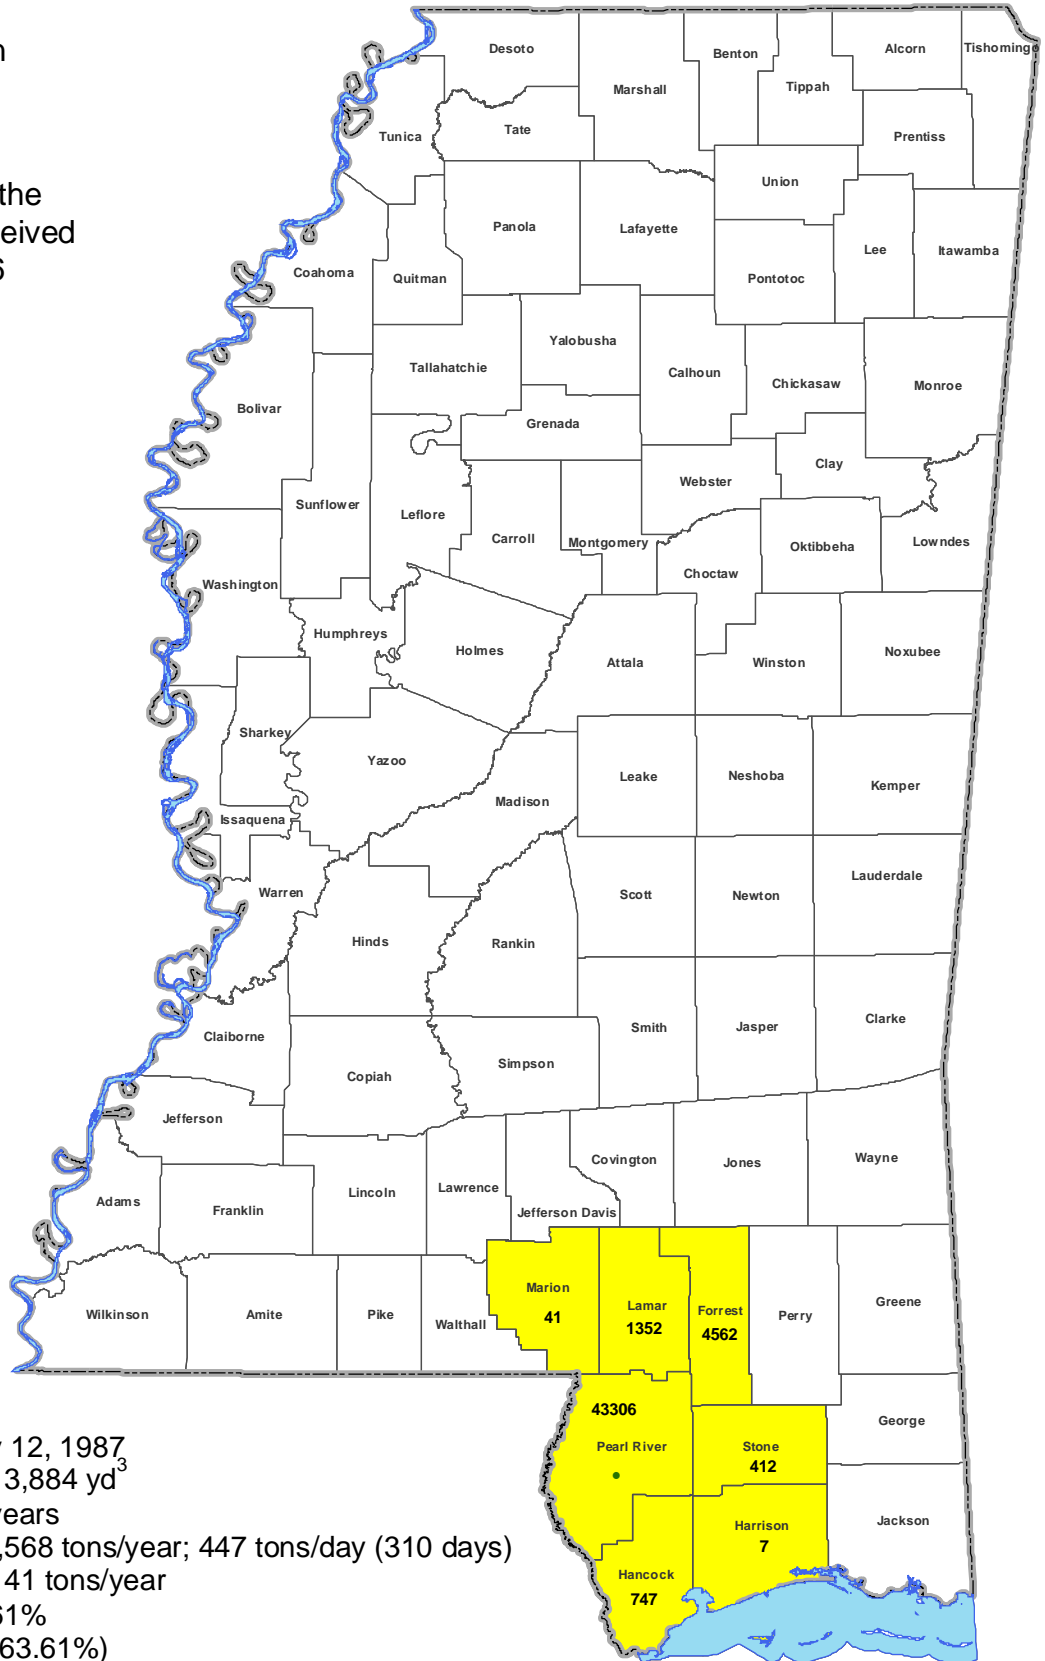 Desoto
Benton
Alcorn
Tishomingo
Marshall
Tippah
Tunica
Tate
Prentiss
the
Union
eived
Panola
Lafayette
Lee
Itawamba
6
Coahoma
Quitman
Pontotoc
Yalobusha
Tallahatchie
Calhoun
Chickasaw
Monroe
Bolivar
Grenada
Clay
Webster
Sunflower
Leflore
Carroll
Montgomery
Oktibbeha
Lowndes
Choctaw
Washington
Humphreys
Holmes
Attala
Winston
Noxubee
Sharkey
Yazoo
Leake
Neshoba
Kemper
Madison
Issaquena
Warren
Scott
Newton
Lauderdale
Hinds
Rankin
Smith
Jasper
Clarke
Claiborne
Simpson
Copiah
Jefferson
Covington
Jones
Wayne
Adams
Franklin
Lincoln
Lawrence
Jefferson Davis
Marion
41
Lamar
1352
Forrest
4562
Perry
Greene
Wilkinson
Amite
Pike
Walthall
43306
Pearl River
Stone
412
George
Harrison
7
Jackson
Hancock
747
12, 1987
3,884 yd³
years
,568 tons/year; 447 tons/day (310 days)
41 tons/year
61%
63.61%)